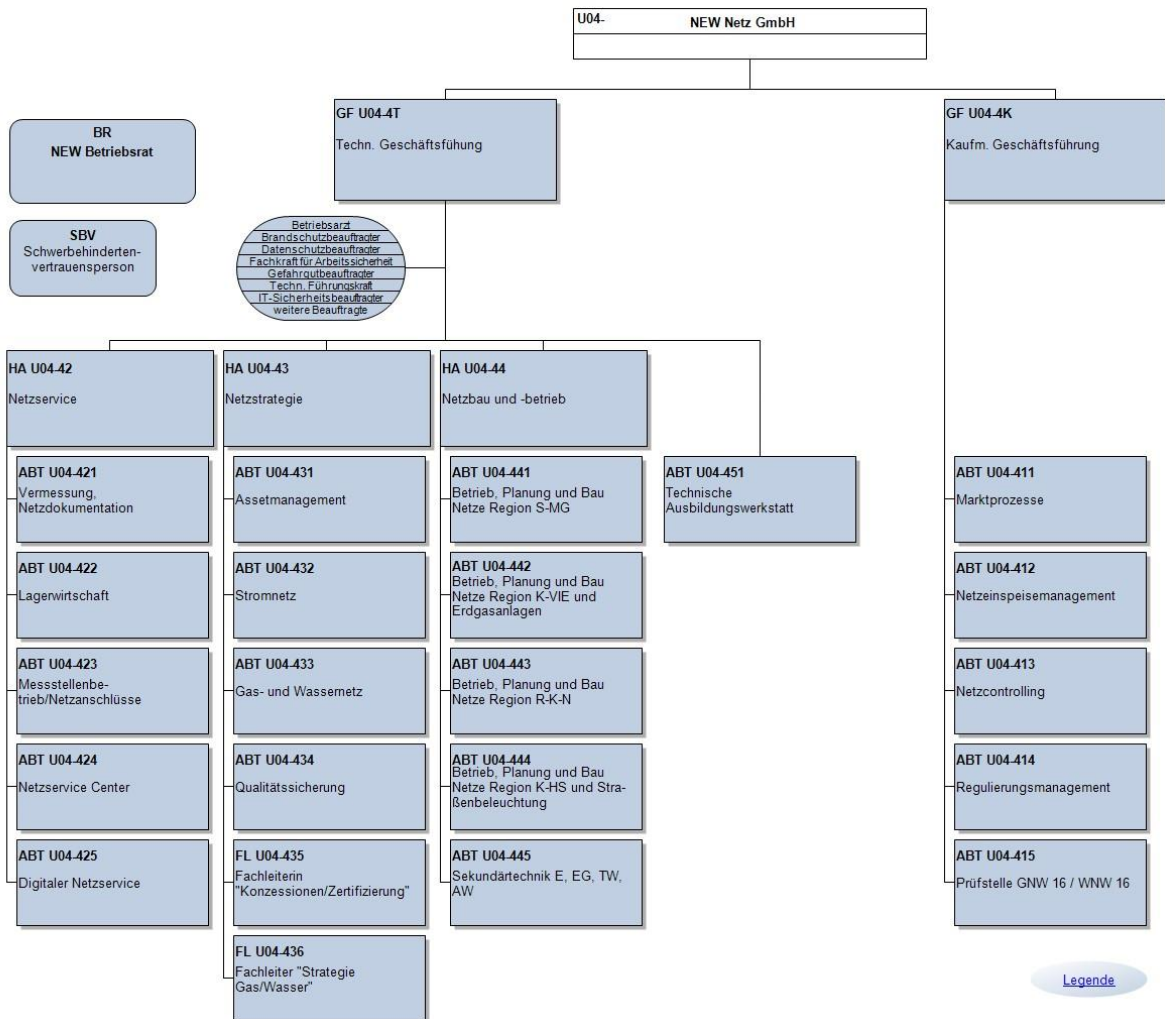 U04-
NEW Netz GmbH
GF U04-4T
Techn. Geschäftsfühung
GF U04-4K
Kaufm. Geschäftsführung
BR
NEW Betriebsrat
SBV
Schwerbehinderten-
vertrauensperson
Betriebsarzt
Brandschutzbeauftragter
Datenschutzbeauftragter
Fachkraft für Arbeitssicherheit
Gefahrgutbeauftragter
Techn. Führungskraft
IT-Sicherheitsbeauftragter
weitere Beauftragte
HA U04-42
Netzservice
ABT U04-421
Vermessung,
Netzdokumentation
ABT U04-422
Lagerwirtschaft
ABT U04-423
Messstellenbe-
trieb/Netzanschlüsse
ABT U04-424
Netzservice Center
ABT U04-425
Digitaler Netzservice
HA U04-43
Netzstrategie
ABT U04-431
Assetmanagement
ABT U04-432
Stromnetz
ABT U04-433
Gas- und Wassernetz
ABT U04-434
Qualitätssicherung
FL U04-435
Fachleiterin
"Konzessionen/Zertifizierung"
FL U04-436
Fachleiter "Strategie
Gas/Wasser"
HA U04-44
Netzbau und -betrieb
ABT U04-441
Betrieb, Planung und Bau
Netze Region S-MG
ABT U04-442
Betrieb, Planung und Bau
Netze Region K-VIE und
Erdgasanlagen
ABT U04-443
Betrieb, Planung und Bau
Netze Region R-K-N
ABT U04-444
Betrieb, Planung und Bau
Netze Region K-HS und Stra-
ßenbeleuchtung
ABT U04-445
Sekundärtechnik E, EG, TW,
AW
ABT U04-451
Technische
Ausbildungswerkstatt
ABT U04-411
Marktprozesse
ABT U04-412
Netzeinspeisemanagement
ABT U04-413
Netzcontrolling
ABT U04-414
Regulierungsmanagement
ABT U04-415
Prüfstelle GNW 16 / WNW 16
Legende